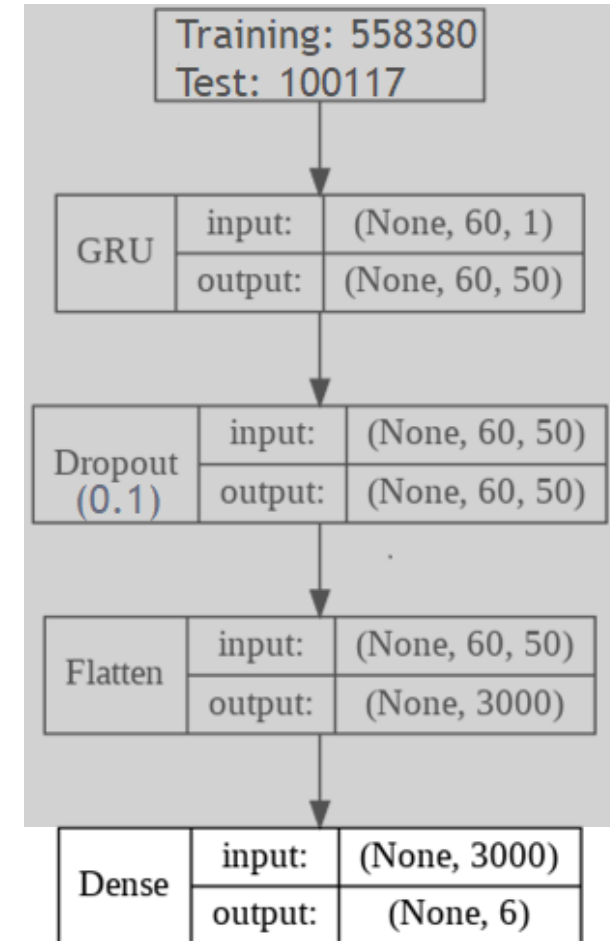 Training: 558380
Test: 100117
GRU
input: (None, 60, 1)
output: (None, 60, 50)
Dropout
(0.1)
input: (None, 60, 50)
output: (None, 60, 50)
Flatten
input: (None, 60, 50)
output: (None, 3000)
Dense
input: (None, 3000)
output: (None, 6)